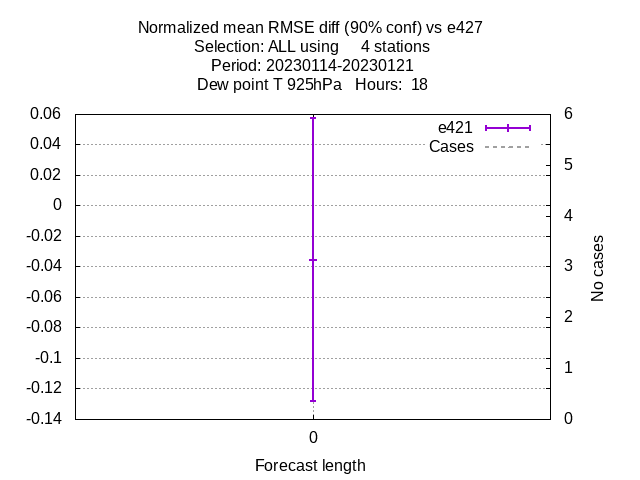 Normalized mean RMSE diff (90% conf) vs e427
Selection: ALL using     4 stations
Period: 20230114-20230121
Dew point T 925hPa   Hours:  18
0.06
0.04
0.02
0
-0.02
-0.04
-0.06
-0.08
-0.1
-0.12
-0.14
e421
Cases
6
5
4
3
2
1
0
No cases
0
Forecast length